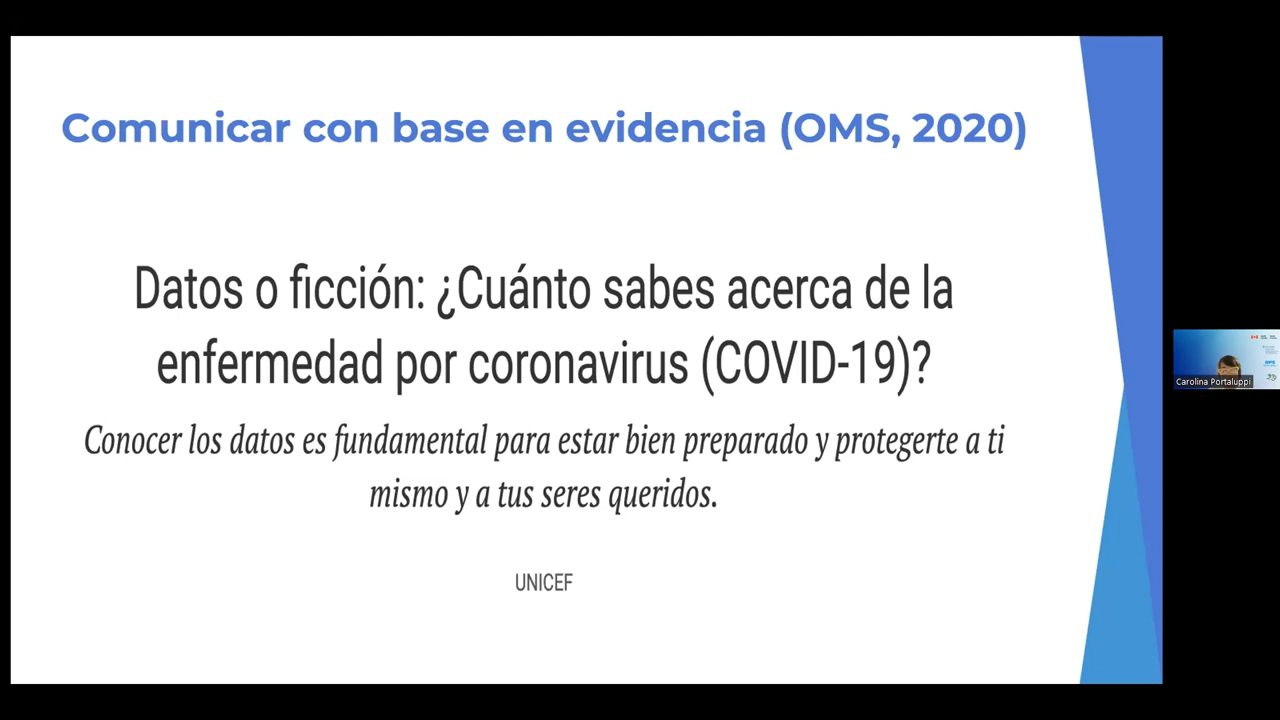 Comunicar con base en evidencia (OMS, 2020)
Datos o ficción: ¿Cuánto sabes acerca de la
enfermedad por coronavirus (COVID-19)?
Conocer los datos es fundamental para estar bien preparado y protegerte a ti
mismo y a tus seres queridos.
UNICEF
Carolina Portaluppi